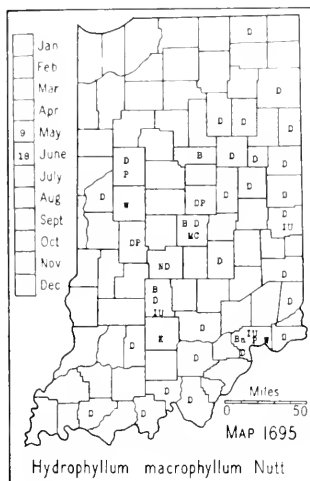 Jan
Feb
Mar
Apr
9 May
18 June
July
Aug
Sept
Oct
Nov
Dec
D
D
D D
D B D D D
P
D W DP D D
D
B D IU
DP MC
ND D D
B
D D
IU
K D Bn IU P W D
D D D
D D D D
Miles
0 50
MAP 1695
Hydrophyllum macrophyllum Nutt